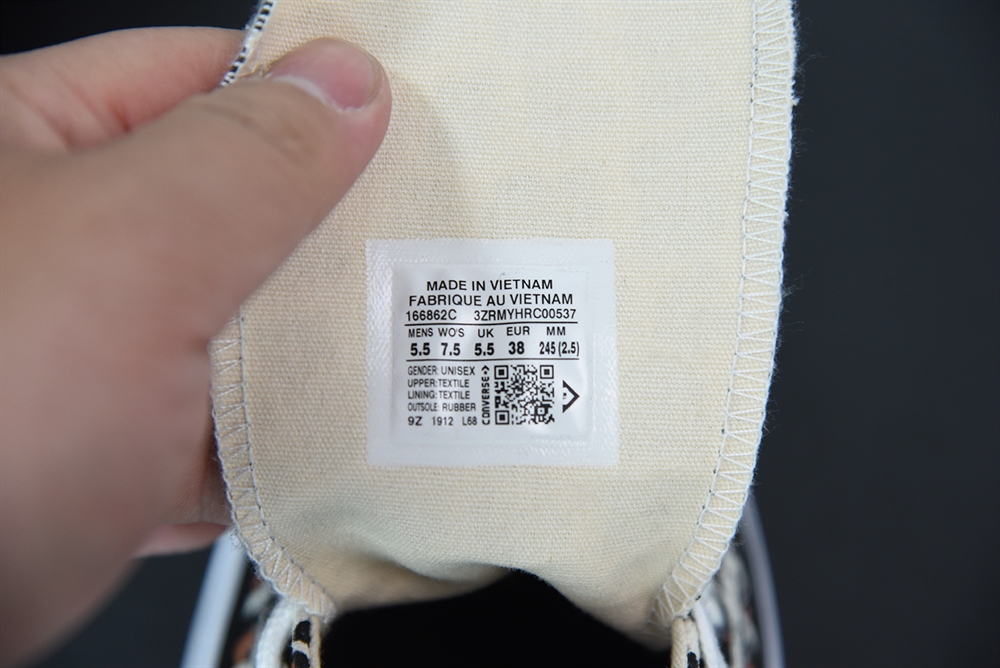 MADE IN VIETNAM
FABRIQUE AU VIETNAM
166862C 3ZRMYHRC00537
MENS WO'S UK EUR MM
5.5 7.5 5.5 38 245 (2.5)
GENDER: UNISEX
UPPER: TEXTILE
LINING: TEXTILE
OUTSOLE: RUBBER
9Z 1912 L68
CONVERSE